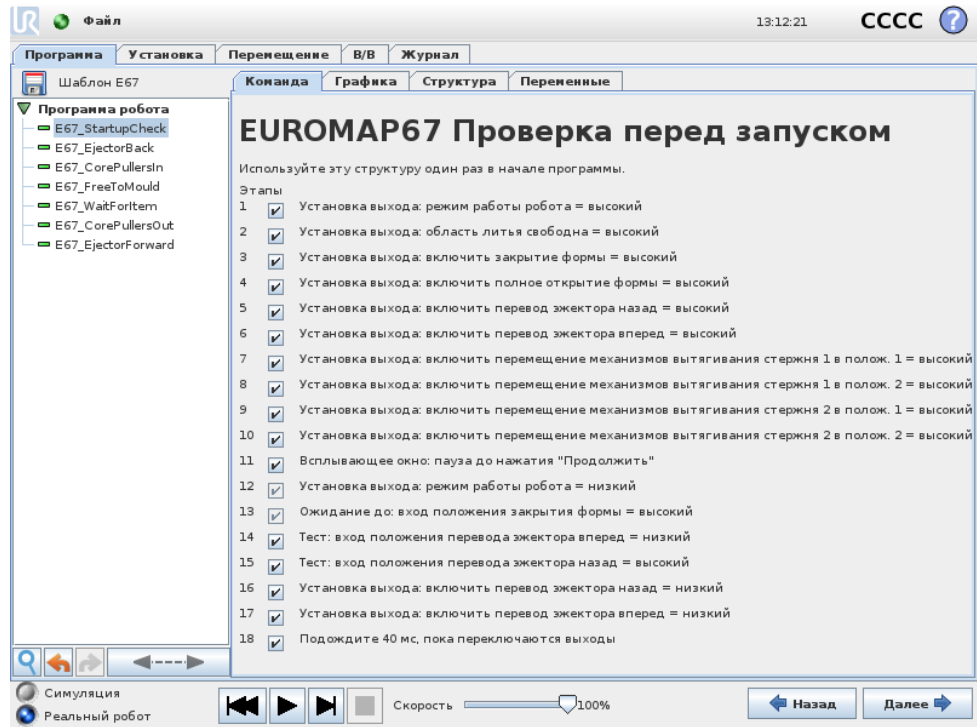 UR Файл 13:12:21 CCCC ?
Программа Установка Перемещение В/В Журнал
Шаблон E67
Команда Графика Структура Переменные
Программа робота
E67_StartupCheck
E67_EjectorBack
E67_CorePullersIn
E67_FreeToMould
E67_WaitForItem
E67_CorePullersOut
E67_EjectorForward
EUROMAP67 Проверка перед запуском
Используйте эту структуру один раз в начале программы.
Этапы
1 Установка выхода: режим работы робота = высокий
2 Установка выхода: область литья свободна = высокий
3 Установка выхода: включить закрытие формы = высокий
4 Установка выхода: включить полное открытие формы = высокий
5 Установка выхода: включить перевод эжектора назад = высокий
6 Установка выхода: включить перевод эжектора вперед = высокий
7 Установка выхода: включить перемещение механизмов вытягивания стержня 1 в полож. 1 = высокий
8 Установка выхода: включить перемещение механизмов вытягивания стержня 1 в полож. 2 = высокий
9 Установка выхода: включить перемещение механизмов вытягивания стержня 2 в полож. 1 = высокий
10 Установка выхода: включить перемещение механизмов вытягивания стержня 2 в полож. 2 = высокий
11 Всплывающее окно: пауза до нажатия "Продолжить"
12 Установка выхода: режим работы робота = низкий
13 Ожидание до: вход положения закрытия формы = высокий
14 Тест: вход положения перевода эжектора вперед = низкий
15 Тест: вход положения перевода эжектора назад = высокий
16 Установка выхода: включить перевод эжектора назад = низкий
17 Установка выхода: включить перевод эжектора вперед = низкий
18 Подождите 40 мс, пока переключаются выходы
Симуляция
Реальный робот
Скорость 100%
Назад Далее